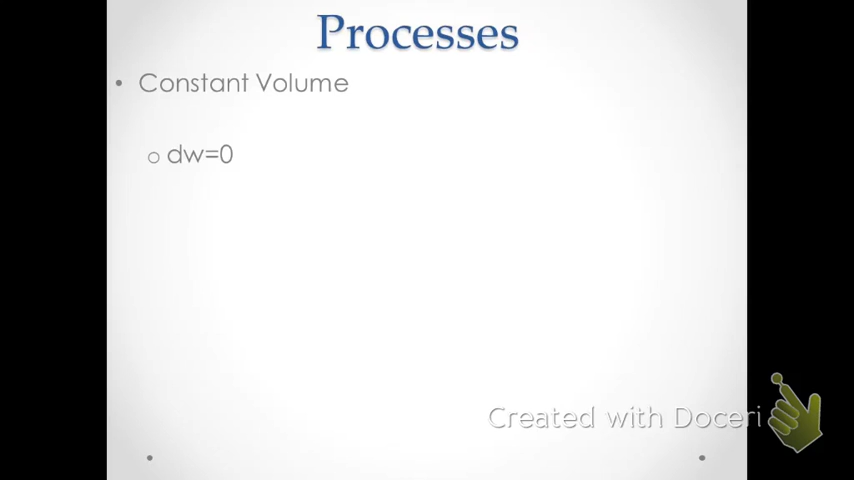 Processes
• Constant Volume
o dw=0
Created with Doceri